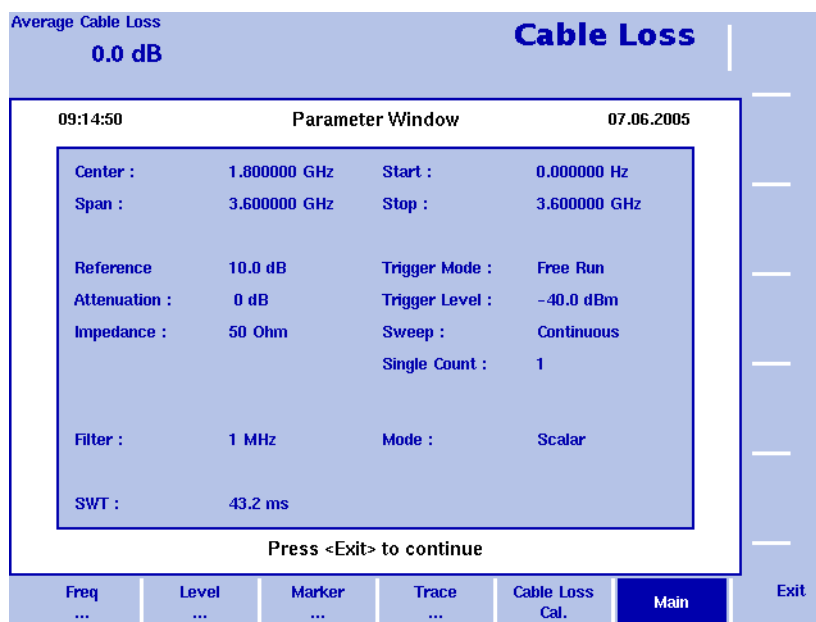 Average Cable Loss
0.0 dB
Cable Loss
09:14:50 Parameter Window 07.06.2005
Center : 1.800000 GHz Start : 0.000000 Hz
Span : 3.600000 GHz Stop : 3.600000 GHz
Reference 10.0 dB Trigger Mode : Free Run
Attenuation : 0 dB Trigger Level : -40.0 dBm
Impedance : 50 Ohm Sweep : Continuous
Single Count : 1
Filter : 1 MHz Mode : Scalar
SWT : 43.2 ms
Press <Exit> to continue
Freq Level Marker Trace Cable Loss Main Exit
... ... ... ... Cal.